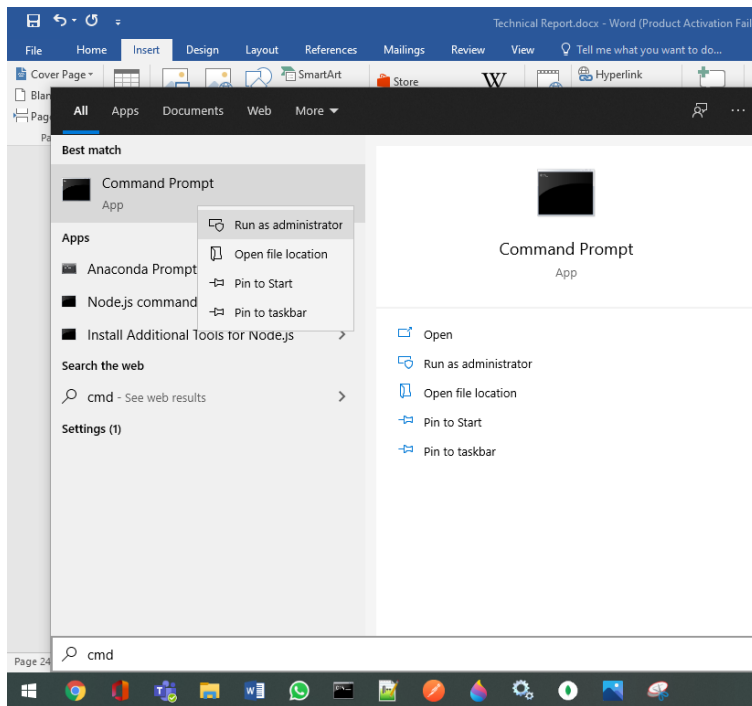 Technical Report.docx - Word (Product Activation Fail
File Home Insert Design Layout References Mailings Review View Tell me what you want to do...
Cover Page
SmartArt
Store
W
Hyperlink
Blan
Page
Pa
All Apps Documents Web More
Best match
Command Prompt
App
Run as administrator
Open file location
Pin to Start
Pin to taskbar
Apps
Anaconda Prompt
Node.js command
Install Additional Tools for Node.js
Search the web
cmd - See web results
Settings (1)
Command Prompt
App
Open
Run as administrator
Open file location
Pin to Start
Pin to taskbar
Page 24
cmd